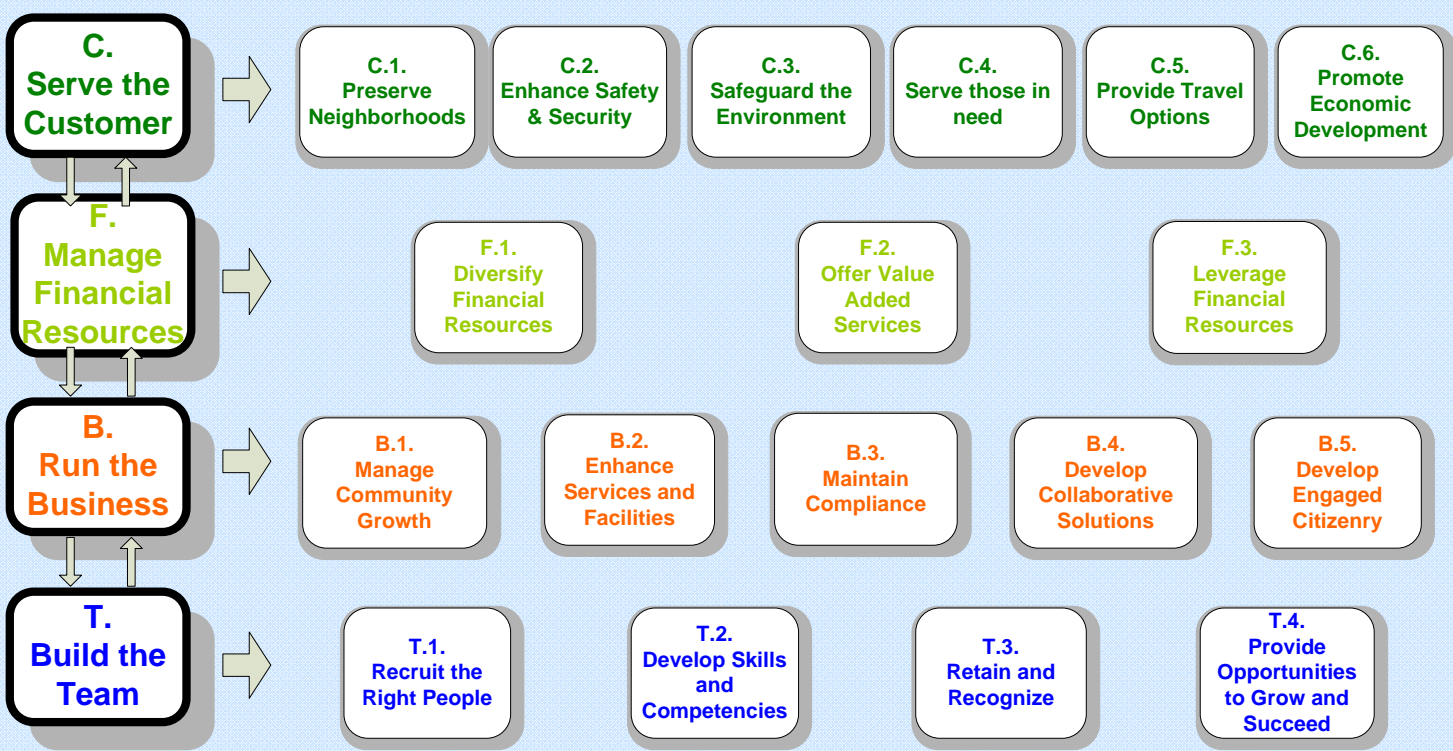 C.
Serve the
Customer
C.1.
Preserve
Neighborhoods
C.2.
Enhance Safety
& Security
C.3.
Safeguard the
Environment
C.4.
Serve those in
need
C.5.
Provide Travel
Options
C.6.
Promote
Economic
Development
F.
Manage
Financial
Resources
F.1.
Diversify
Financial
Resources
F.2.
Offer Value
Added
Services
F.3.
Leverage
Financial
Resources
B.
Run the
Business
B.1.
Manage
Community
Growth
B.2.
Enhance
Services and
Facilities
B.3.
Maintain
Compliance
B.4.
Develop
Collaborative
Solutions
B.5.
Develop
Engaged
Citizenry
T.
Build the
Team
T.1.
Recruit the
Right People
T.2.
Develop Skills
and
Competencies
T.3.
Retain and
Recognize
T.4.
Provide
Opportunities
to Grow and
Succeed